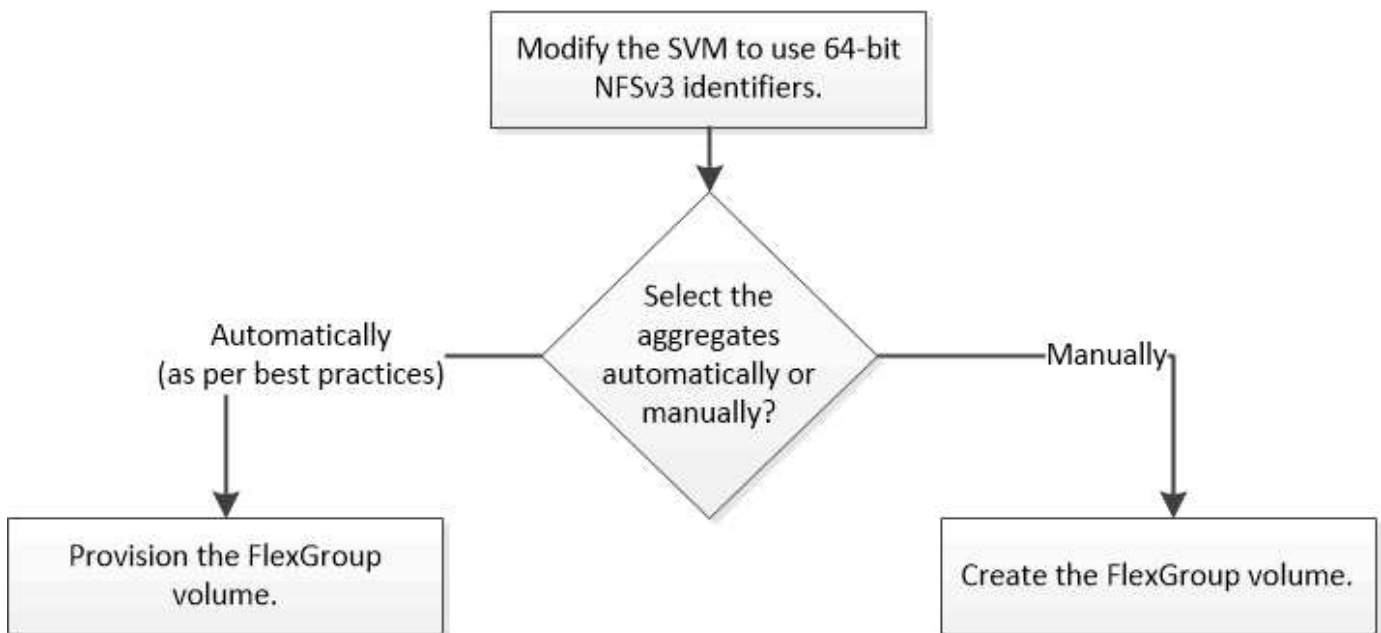 Modify the SVM to use 64-bit
NFSv3 identifiers.
Select the
aggregates
automatically or
manually?
Automatically
(as per best practices)
Manually
Provision the FlexGroup
volume.
Create the FlexGroup volume.